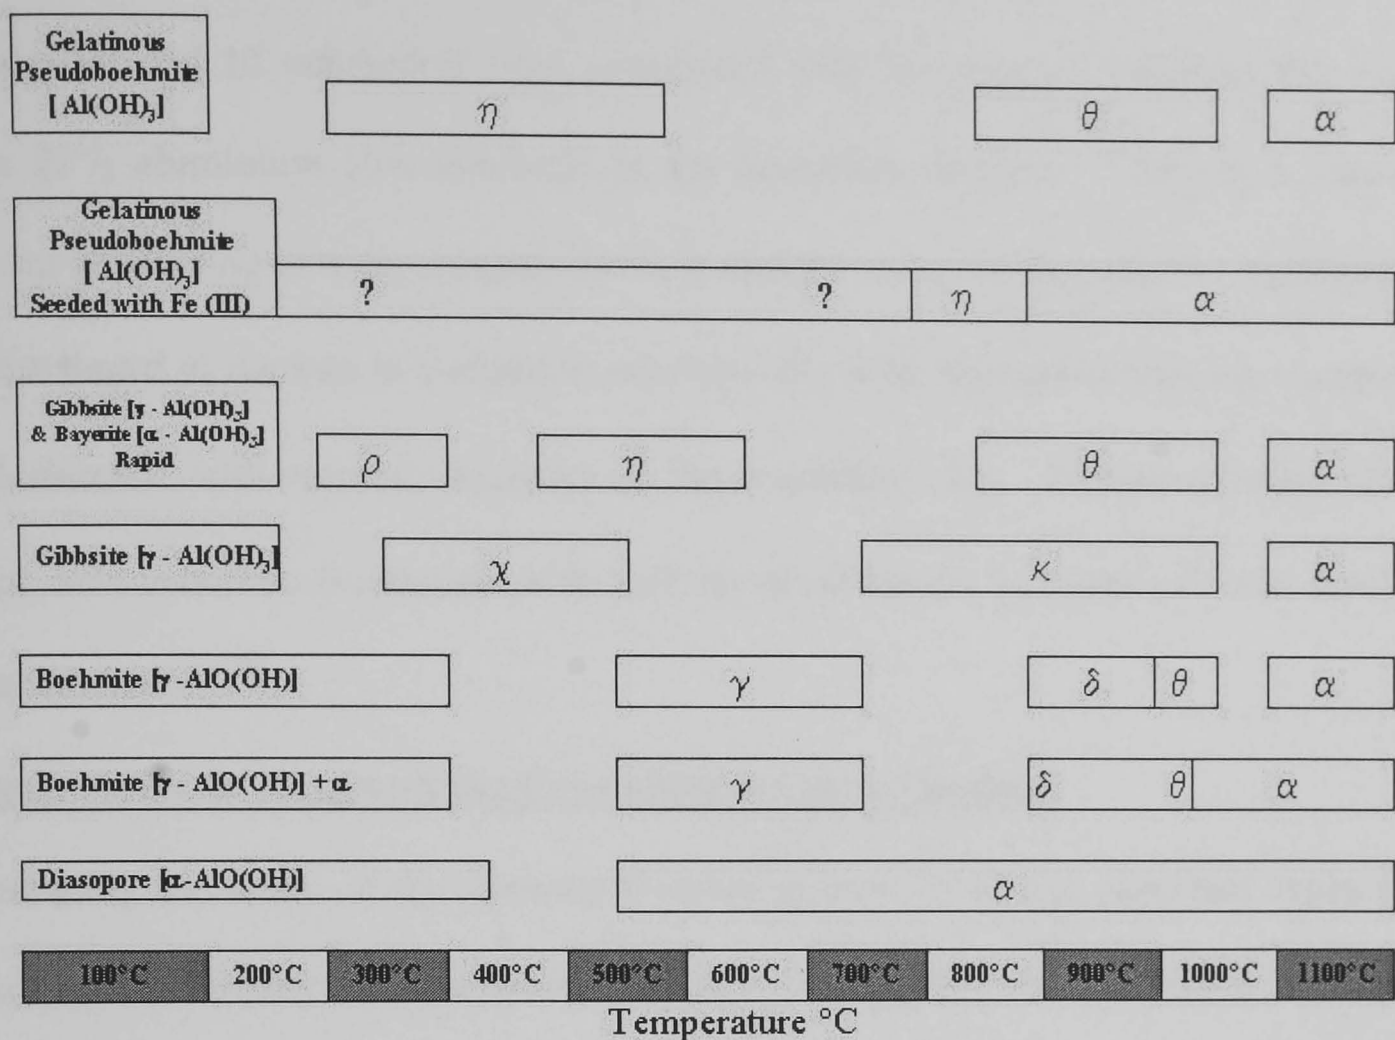 Gelatinous
Pseudoboehmite
[ Al(OH)₃]
η
θ
α
Gelatinous
Pseudoboehmite
[ Al(OH)₃]
Seeded with Fe (III)
?
?
η
α
Gibbsite [γ - Al(OH)₃]
& Bayerite [α - Al(OH)₃]
Rapid
ρ
η
θ
α
Gibbsite [γ - Al(OH)₃]
χ
κ
α
Boehmite [γ -AlO(OH)]
γ
δ
θ
α
Boehmite [γ - AlO(OH)] +α
γ
δ
θ
α
Diasopore [α-AlO(OH)]
α
100°C 200°C 300°C 400°C 500°C 600°C 700°C 800°C 900°C 1000°C 1100°C
Temperature °C